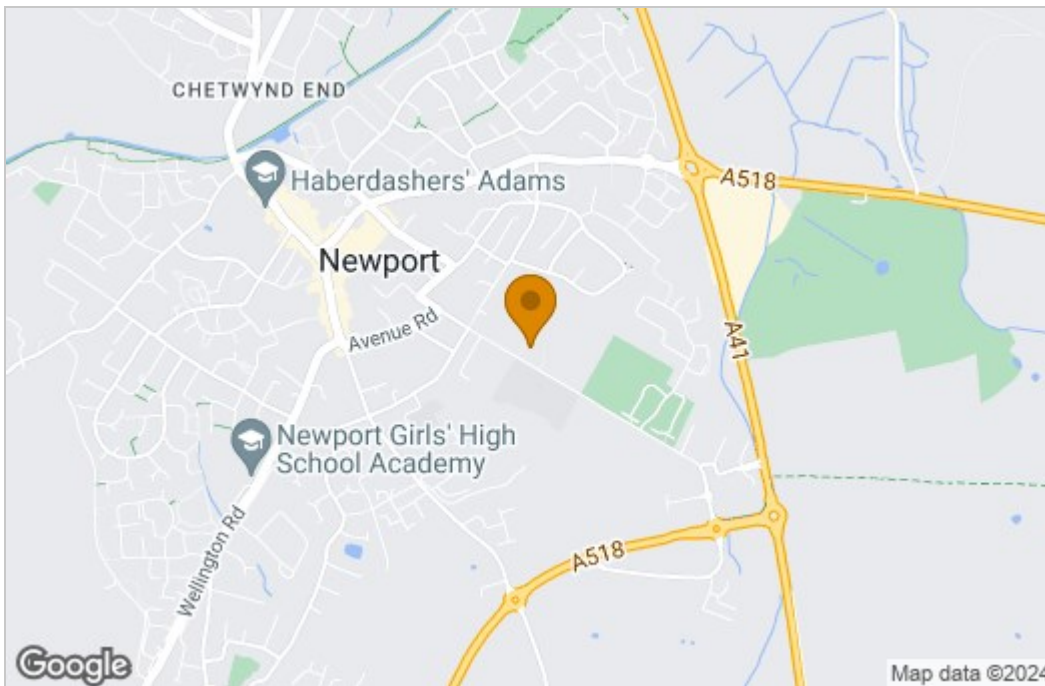 CHETWYND END
Haberdashers' Adams
A518
Newport
Avenue Rd
A41
Newport Girls' High
School Academy
Wellington Rd
A518
Google
Map data ©2024